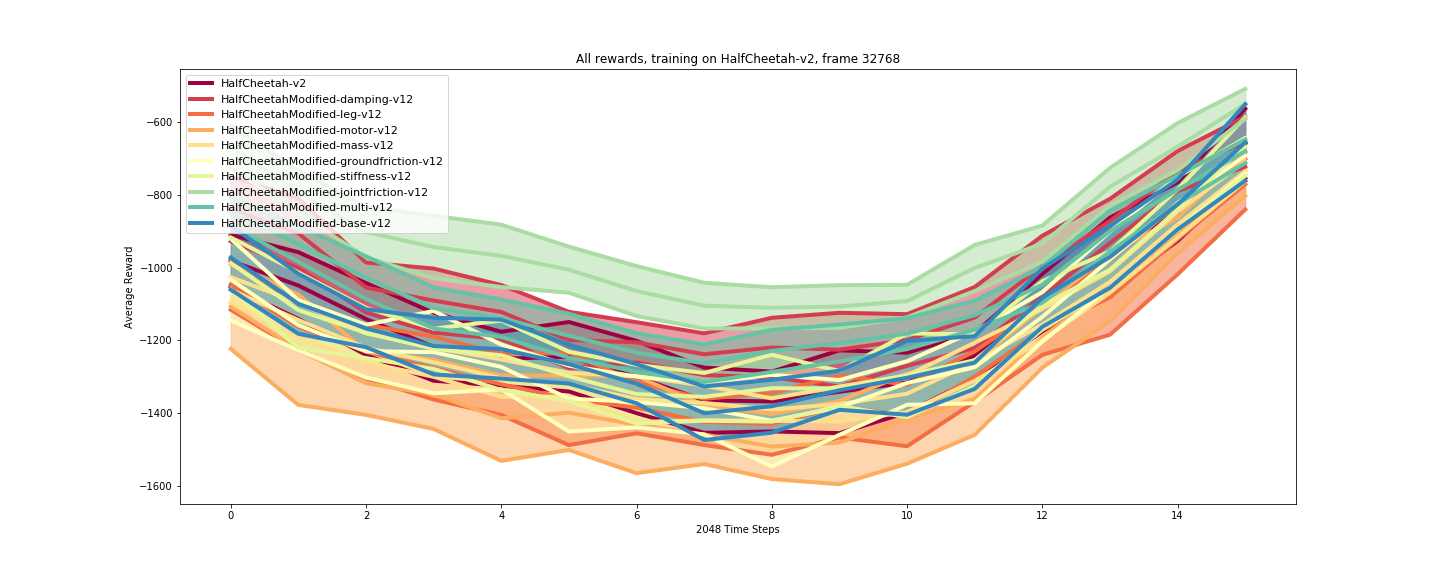 All rewards, training on HalfCheetah-v2, frame 32768
HalfCheetah-v2
HalfCheetahModified-damping-v12
HalfCheetahModified-leg-v12
HalfCheetahModified-motor-v12
HalfCheetahModified-mass-v12
HalfCheetahModified-groundfriction-v12
HalfCheetahModified-stiffness-v12
HalfCheetahModified-jointfriction-v12
HalfCheetahModified-multi-v12
HalfCheetahModified-base-v12
Average Reward
−600
−800
−1000
−1200
−1400
−1600
0 2 4 6 8 10 12 14
2048 Time Steps